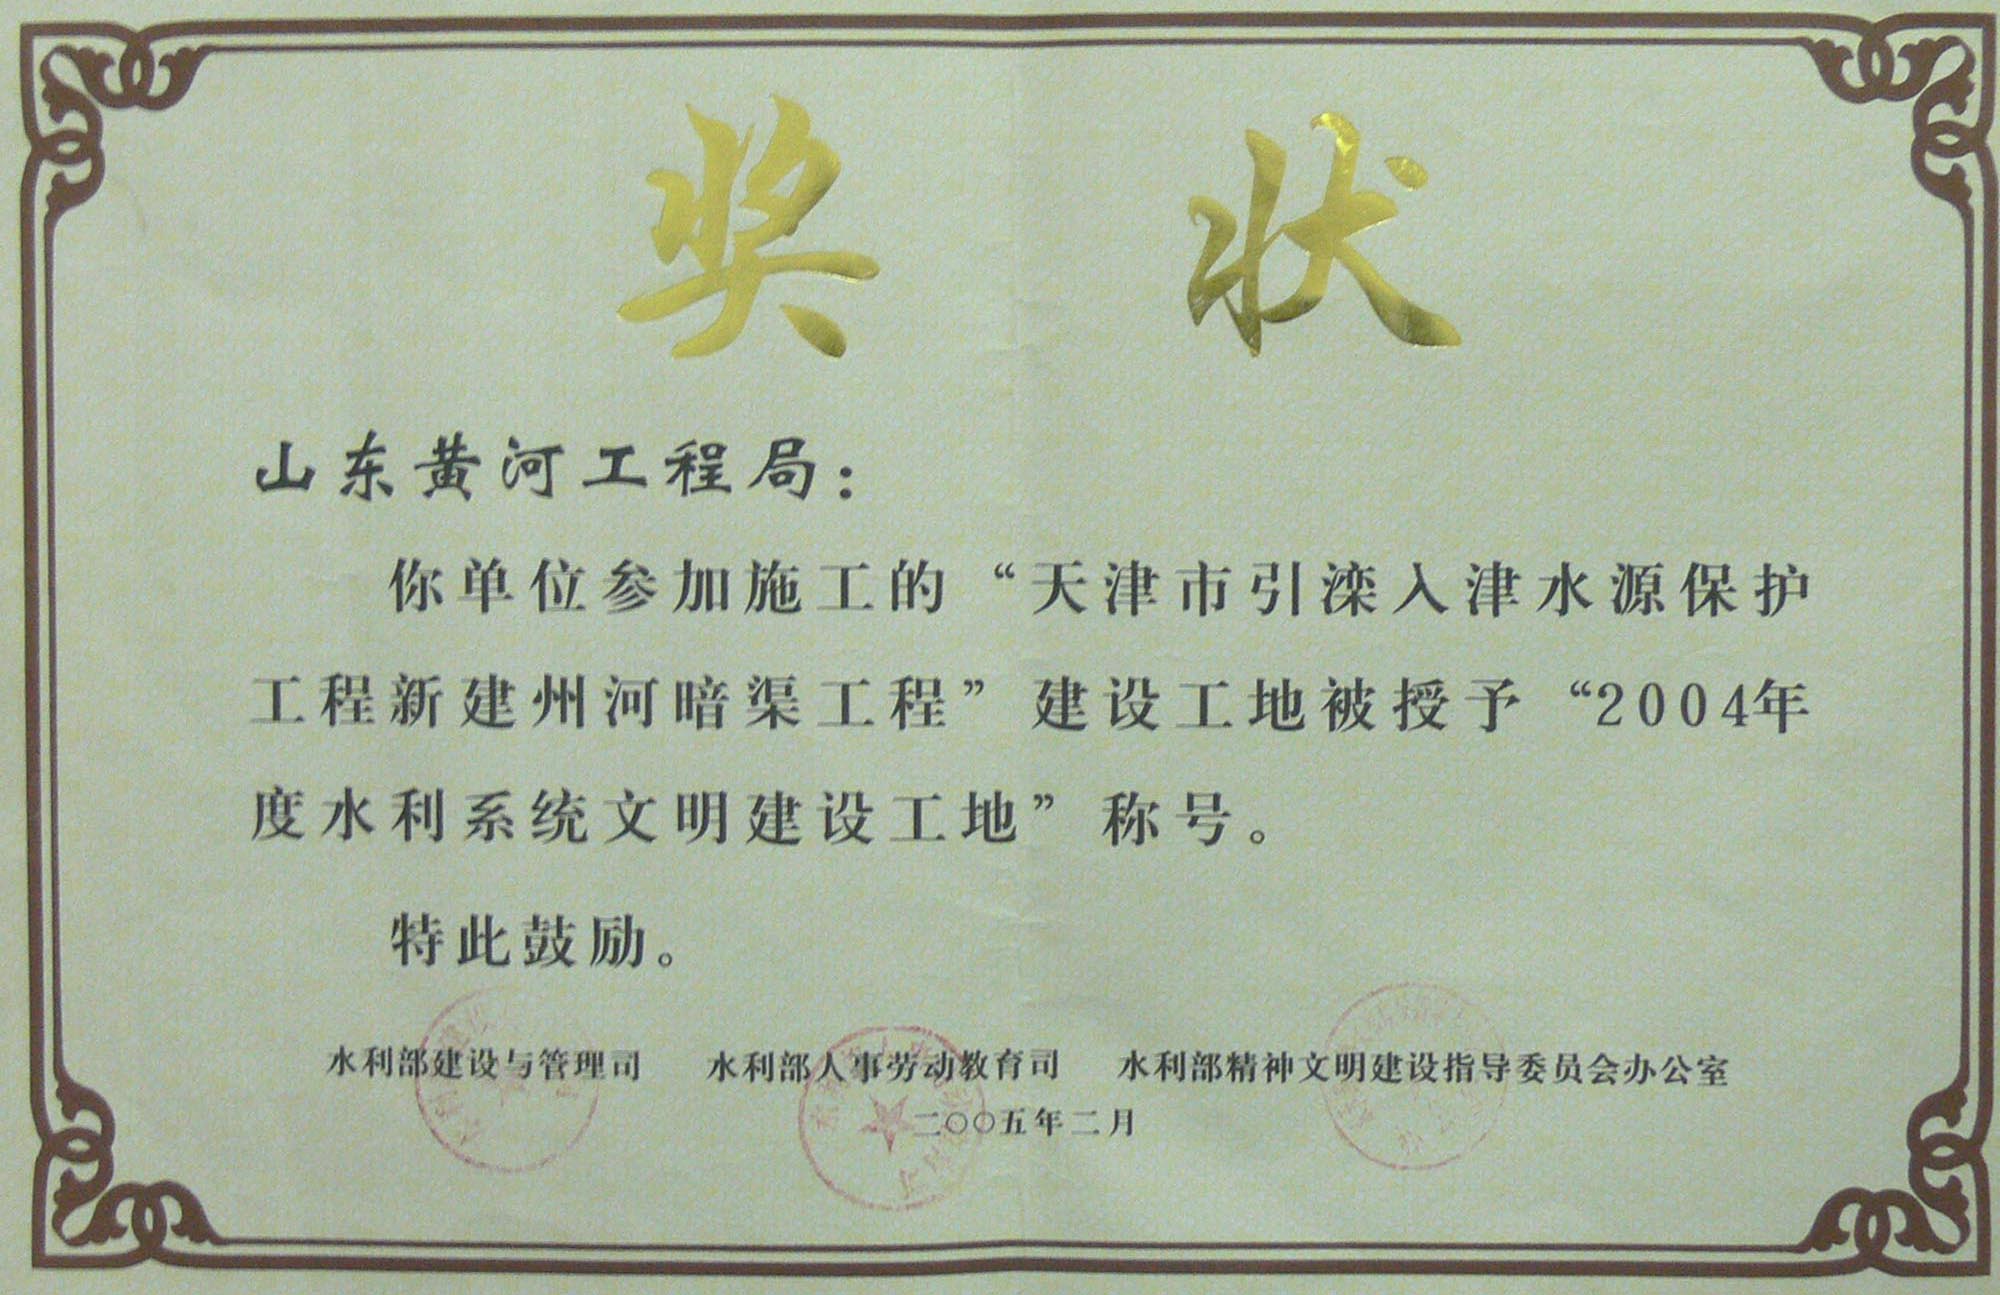 奖状
山东黄河工程局：
你单位参加施工的“天津市引滦入津水源保护
工程新建州河暗渠工程”建设工地被授予“2004年
度水利系统文明建设工地”称号。
特此鼓励。
水利部建设与管理司 水利部人事劳动教育司 水利部精神文明建设指导委员会办公室
二〇〇五年二月